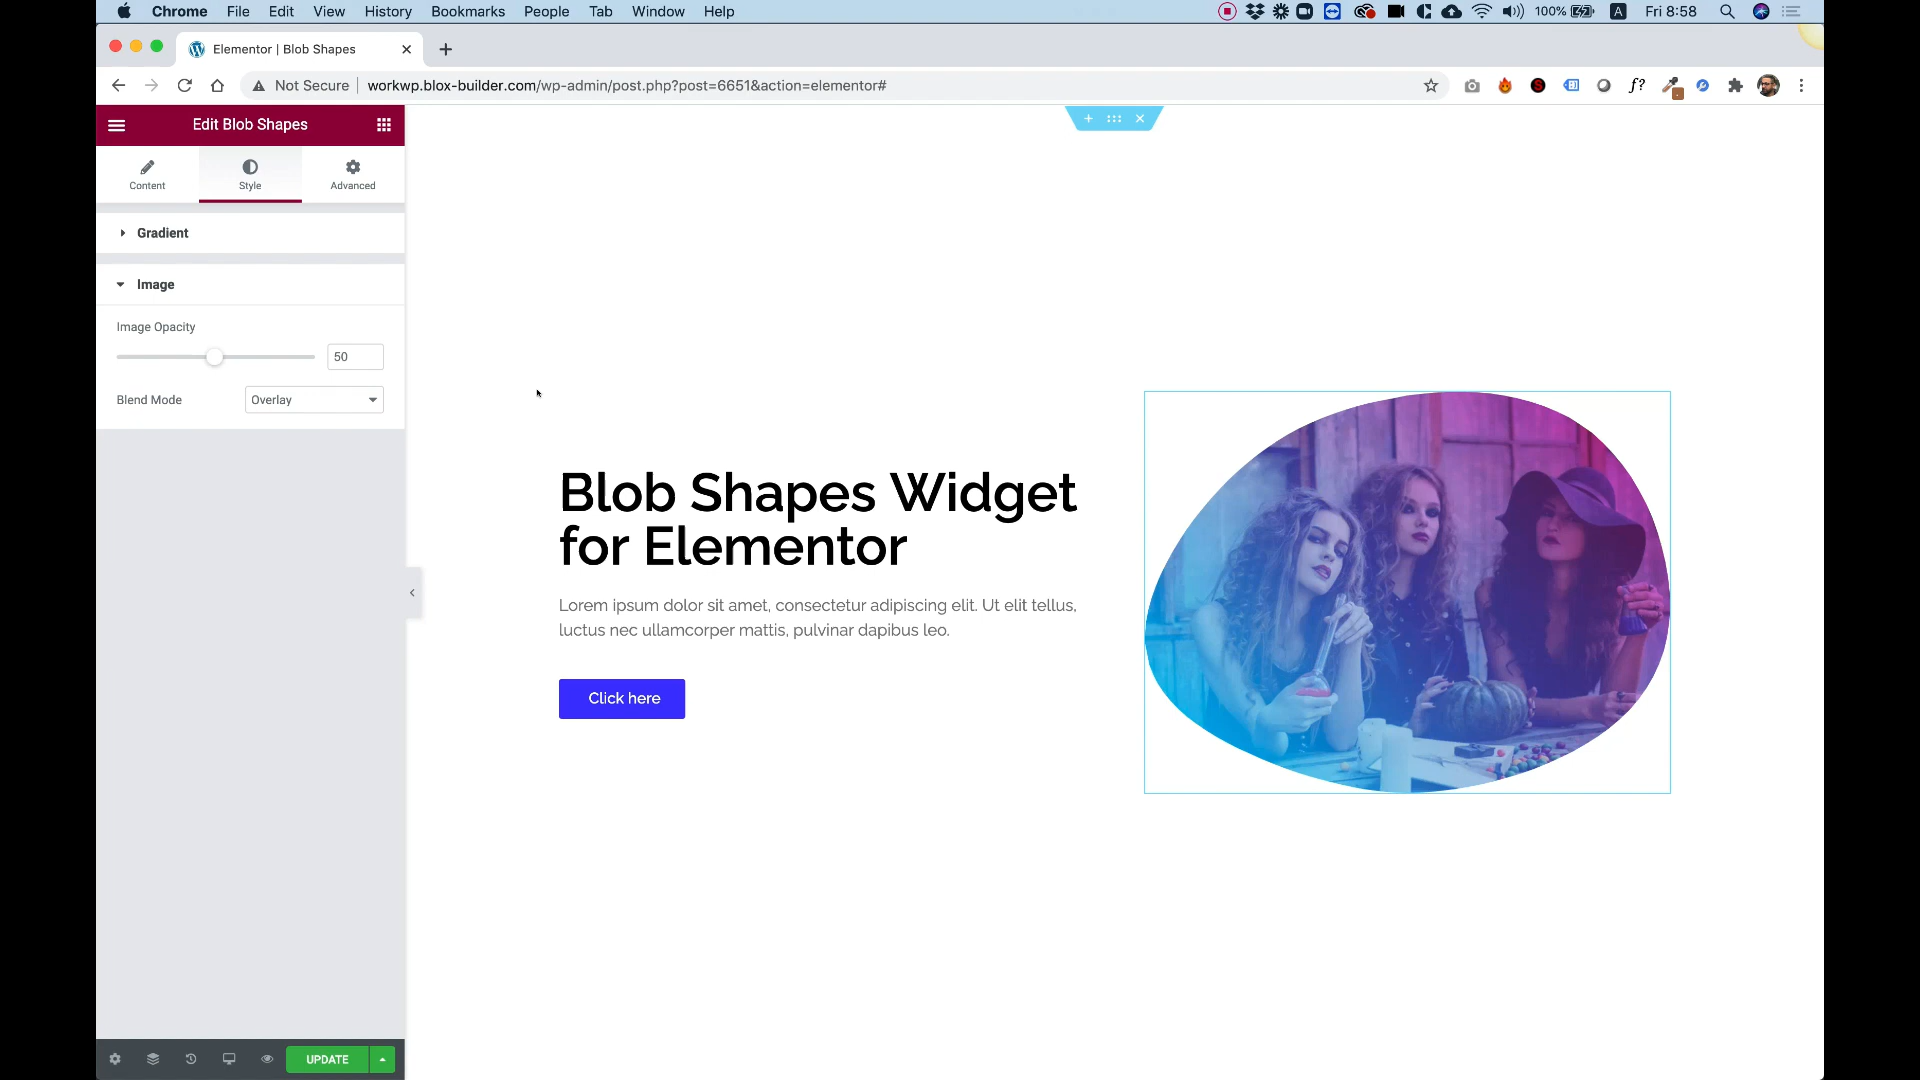 Chrome File Edit View History Bookmarks People Tab Window Help 100% A Fri 8:58
Elementor | Blob Shapes
Not Secure workwp.blox-builder.com/wp-admin/post.php?post=6651&action=elementor# S f?
Edit Blob Shapes
Content Style Advanced
Gradient
Image
Image Opacity
50
Blend Mode Overlay
Blob Shapes Widget
for Elementor
Lorem ipsum dolor sit amet, consectetur adipiscing elit. Ut elit tellus,
luctus nec ullamcorper mattis, pulvinar dapibus leo.
Click here
UPDATE